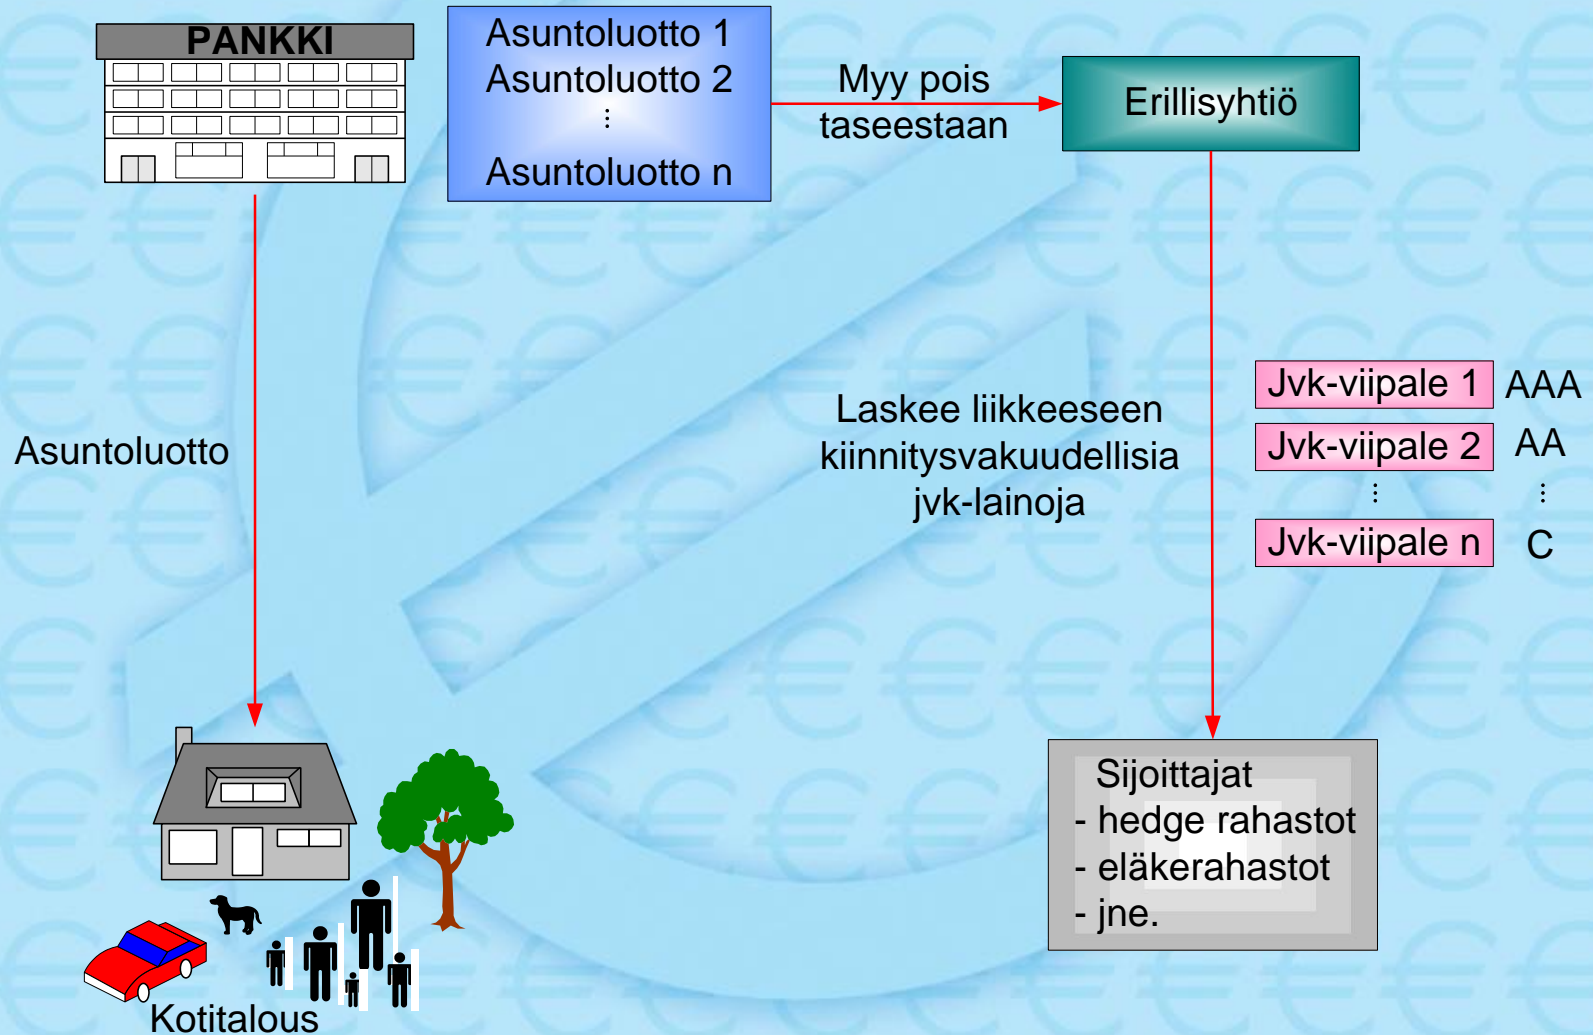 PANKKI
Asuntoluotto 1
Asuntoluotto 2
⋮
Asuntoluotto n
Myy pois
taseestaan
Erillisyhtiö
Asuntoluotto
Laskee liikkeeseen
kiinnitysvakuudellisia
jvk-lainoja
Jvk-viipale 1 AAA
Jvk-viipale 2 AA
⋮ ⋮
Jvk-viipale n C
Sijoittajat
- hedge rahastot
- eläkerahastot
- jne.
Kotitalous